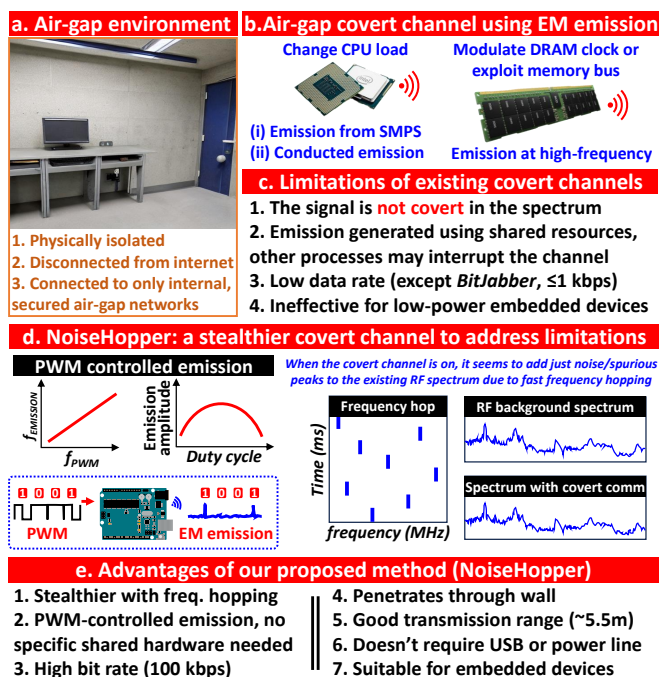 a. Air-gap environment
1. Physically isolated
2. Disconnected from internet
3. Connected to only internal,
secured air-gap networks
b.Air-gap covert channel using EM emission
Change CPU load
(i) Emission from SMPS
(ii) Conducted emission
Modulate DRAM clock or
exploit memory bus
Emission at high-frequency
c. Limitations of existing covert channels
1. The signal is not covert in the spectrum
2. Emission generated using shared resources,
other processes may interrupt the channel
3. Low data rate (except BitJabber, ≤1 kbps)
4. Ineffective for low-power embedded devices
d. NoiseHopper: a stealthier covert channel to address limitations
PWM controlled emission
fEMISSION
fPWM
Emission
amplitude
Duty cycle
1 0 0 1
PWM
1 0 0 1
EM emission
When the covert channel is on, it seems to add just noise/spurious
peaks to the existing RF spectrum due to fast frequency hopping
Frequency hop
Time (ms)
frequency (MHz)
RF background spectrum
Spectrum with covert comm
e. Advantages of our proposed method (NoiseHopper)
1. Stealthier with freq. hopping
2. PWM-controlled emission, no
specific shared hardware needed
3. High bit rate (100 kbps)
4. Penetrates through wall
5. Good transmission range (~5.5m)
6. Doesn't require USB or power line
7. Suitable for embedded devices